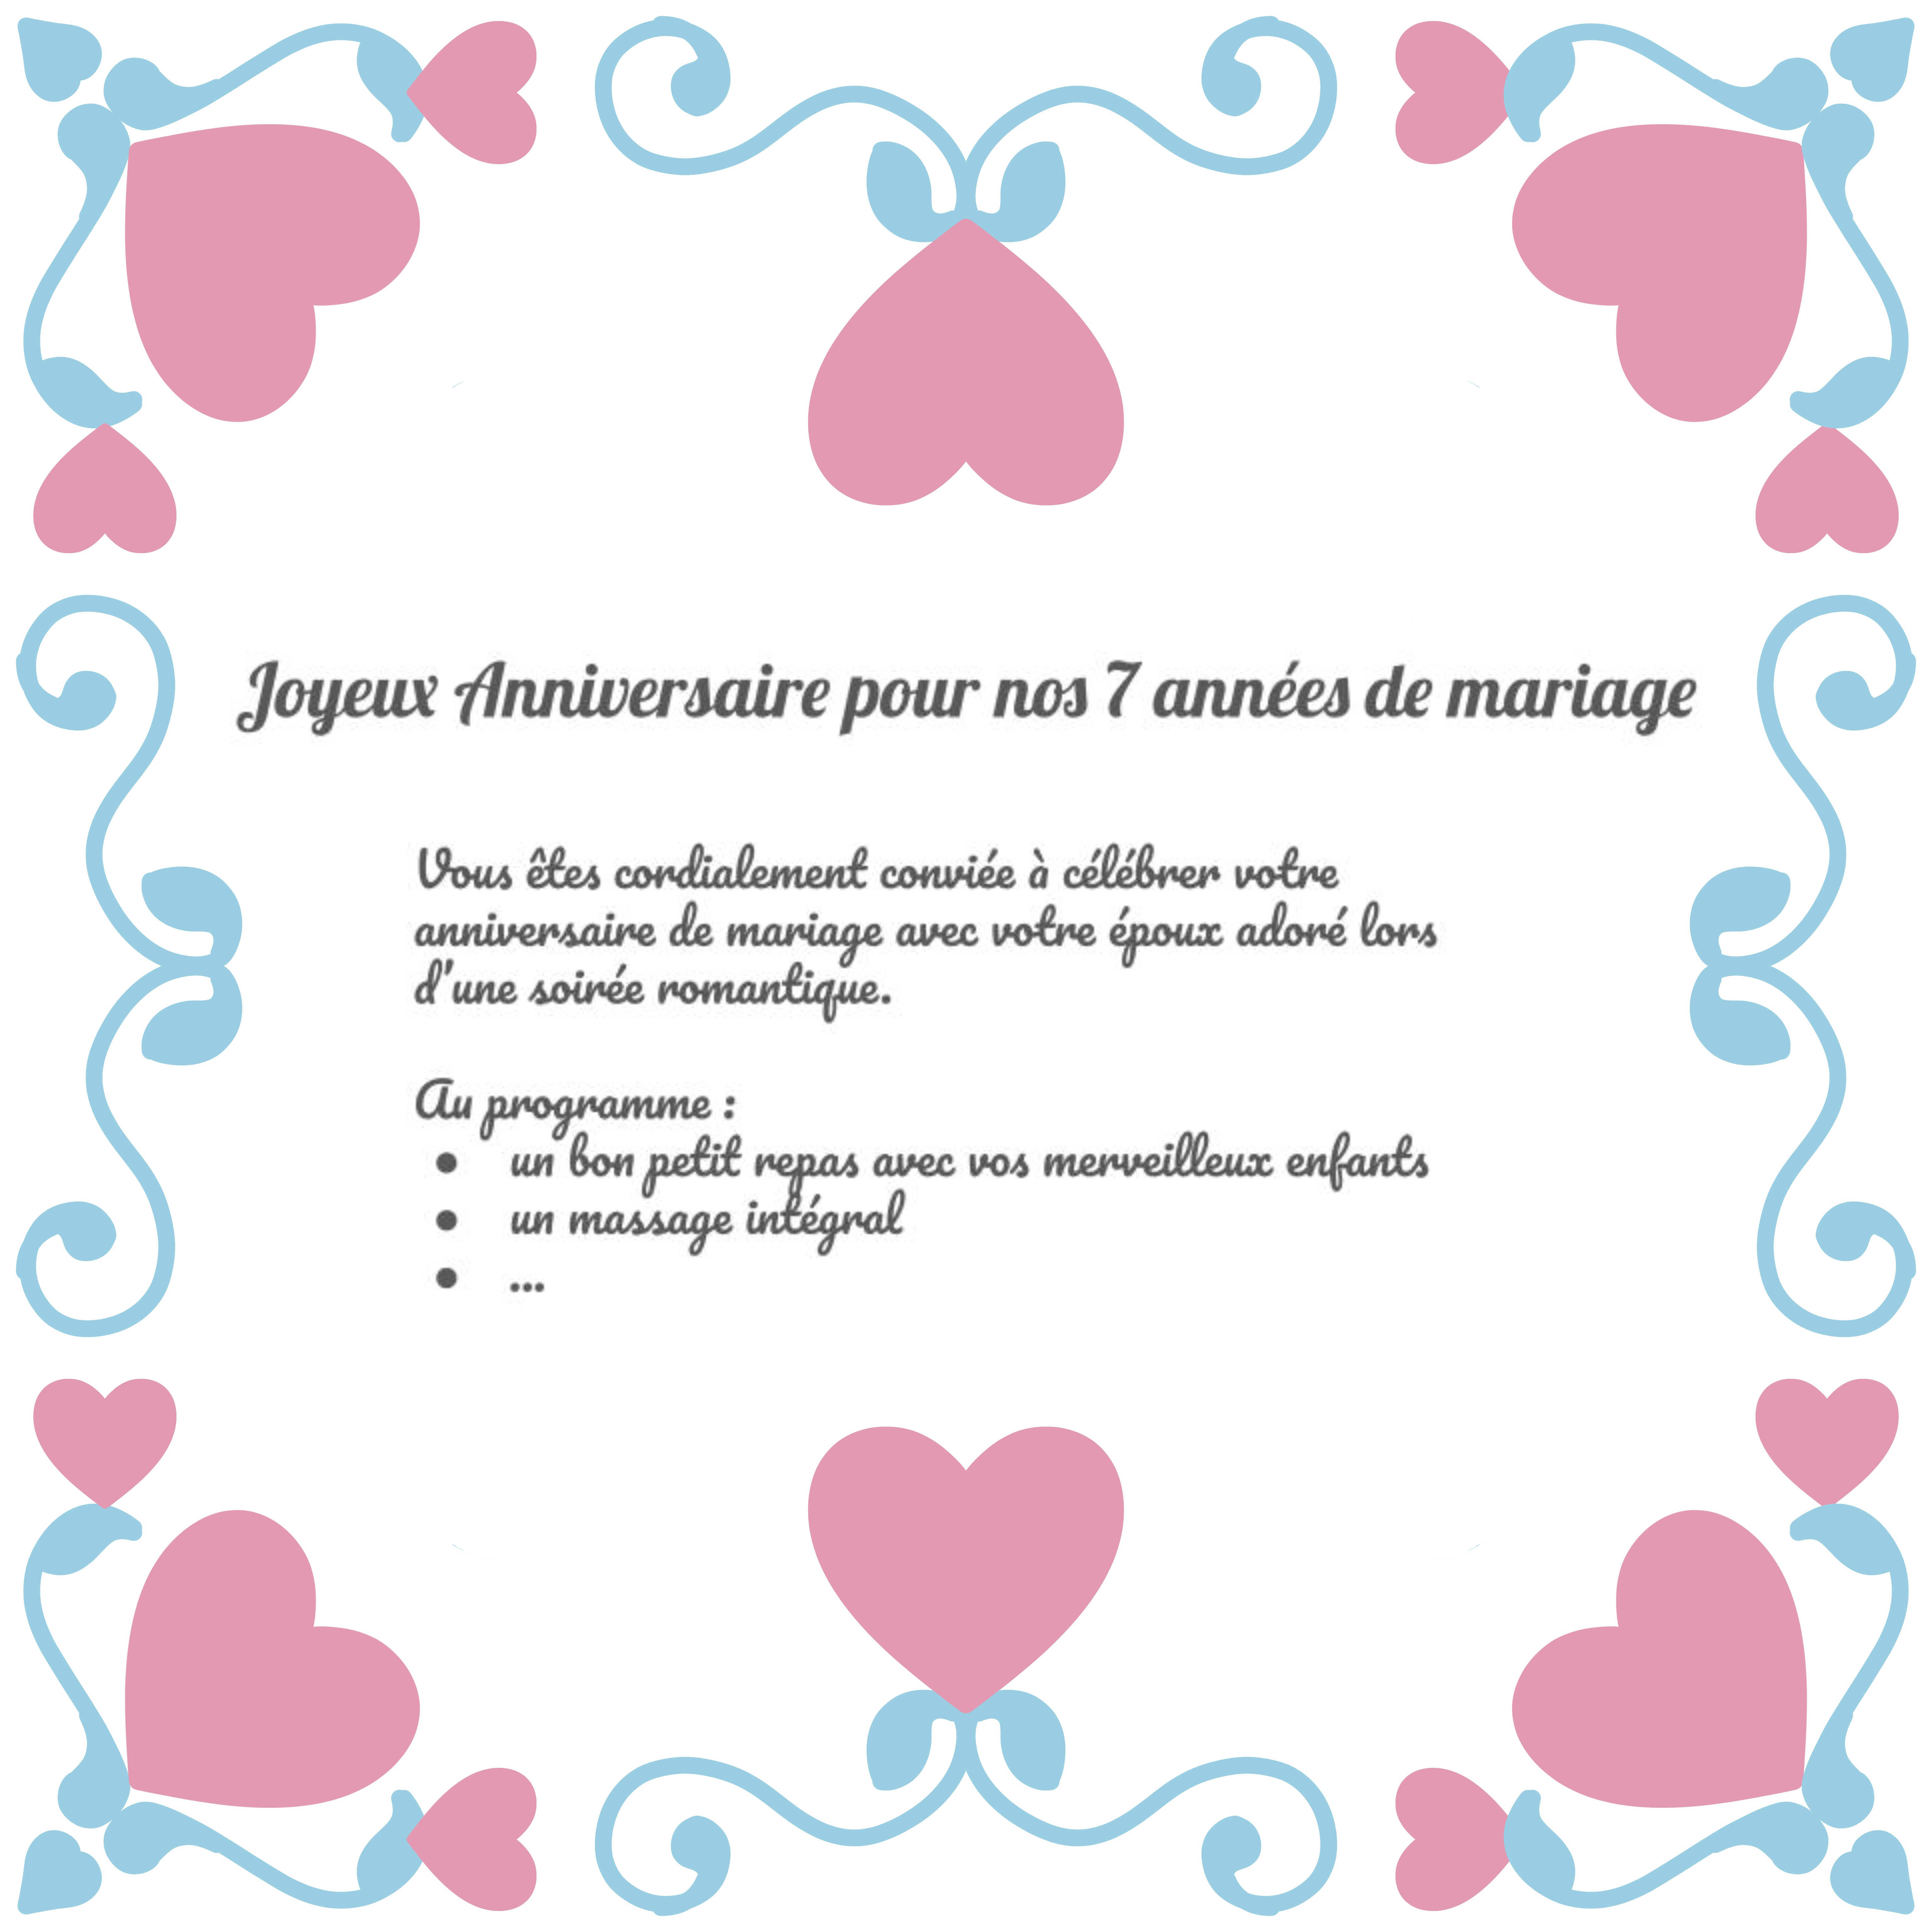 Joyeux Anniversaire pour nos 7 années de mariage
Vous êtes cordialement conviée à célébrer votre
anniversaire de mariage avec votre époux adoré lors
d'une soirée romantique.
Au programme :
● un bon petit repas avec vos merveilleux enfants
● un massage intégral
● ...